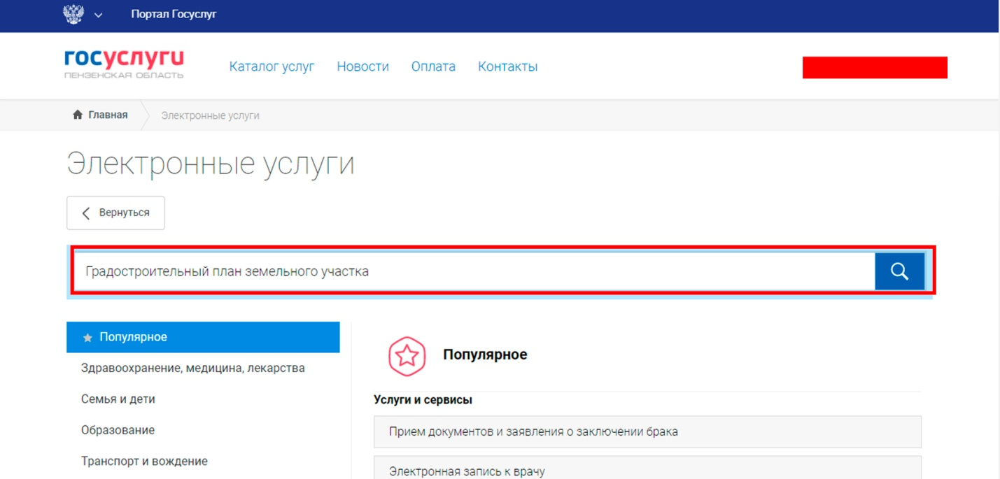 Портал Госуслуг
госуслуги
ПЕНЗЕНСКАЯ ОБЛАСТЬ
Каталог услуг Новости Оплата Контакты
Главная Электронные услуги
Электронные услуги
Вернуться
Градостроительный план земельного участка
Популярное
Здравоохранение, медицина, лекарства
Семья и дети
Образование
Транспорт и вождение
Популярное
Услуги и сервисы
Прием документов и заявления о заключении брака
Электронная запись к врачу